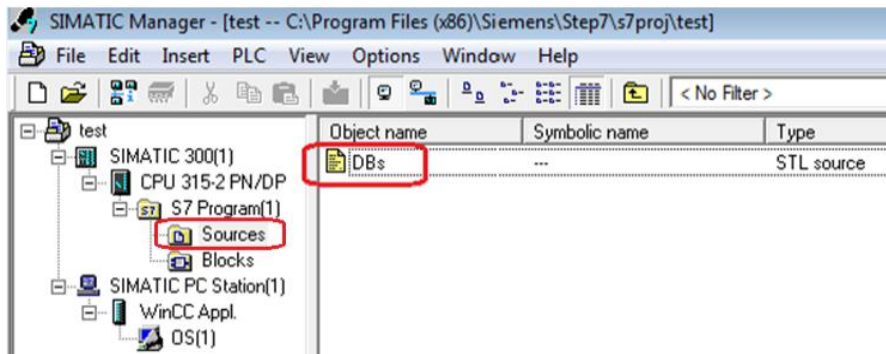 SIMATIC Manager - [test -- C:\Program Files (x86)\Siemens\Step7\s7proj\test]
File Edit Insert PLC View Options Window Help
< No Filter >
test
SIMATIC 300(1)
CPU 315-2 PN/DP
S7 Program(1)
Sources
Blocks
SIMATIC PC Station(1)
WinCC Appl.
OS(1)
Object name Symbolic name Type
DBs --- STL source